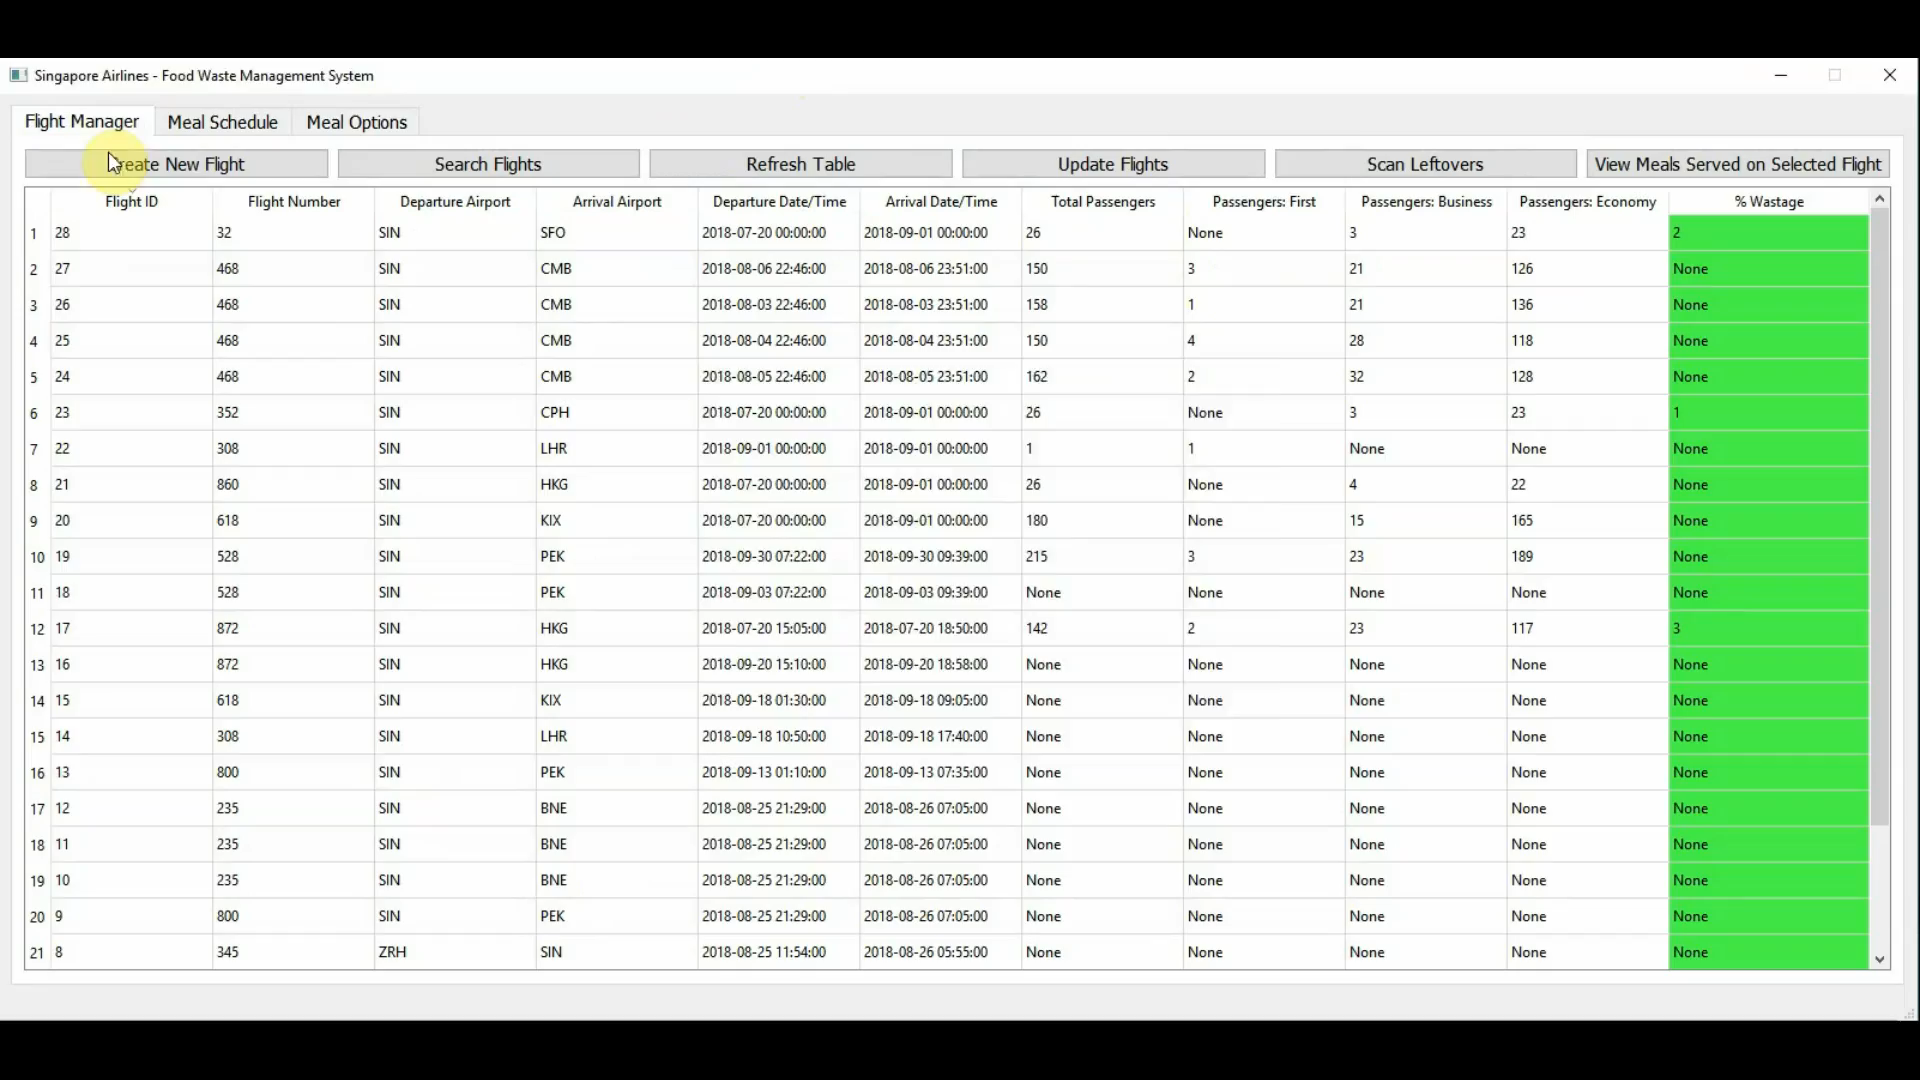 Singapore Airlines - Food Waste Management System
Flight Manager Meal Schedule Meal Options
Create New Flight Search Flights Refresh Table Update Flights Scan Leftovers View Meals Served on Selected Flight
Flight ID Flight Number Departure Airport Arrival Airport Departure Date/Time Arrival Date/Time Total Passengers Passengers: First Passengers: Business Passengers: Economy % Wastage
1 28 32 SIN SFO 2018-07-20 00:00:00 2018-09-01 00:00:00 26 None 3 23 2
2 27 468 SIN CMB 2018-08-06 22:46:00 2018-08-06 23:51:00 150 3 21 126 None
3 26 468 SIN CMB 2018-08-03 22:46:00 2018-08-03 23:51:00 158 1 21 136 None
4 25 468 SIN CMB 2018-08-04 22:46:00 2018-08-04 23:51:00 150 4 28 118 None
5 24 468 SIN CMB 2018-08-05 22:46:00 2018-08-05 23:51:00 162 2 32 128 None
6 23 352 SIN CPH 2018-07-20 00:00:00 2018-09-01 00:00:00 26 None 3 23 1
7 22 308 SIN LHR 2018-09-01 00:00:00 2018-09-01 00:00:00 1 1 None None None
8 21 860 SIN HKG 2018-07-20 00:00:00 2018-09-01 00:00:00 26 None 4 22 None
9 20 618 SIN KIX 2018-07-20 00:00:00 2018-09-01 00:00:00 180 None 15 165 None
10 19 528 SIN PEK 2018-09-30 07:22:00 2018-09-30 09:39:00 215 3 23 189 None
11 18 528 SIN PEK 2018-09-03 07:22:00 2018-09-03 09:39:00 None None None None None
12 17 872 SIN HKG 2018-07-20 15:05:00 2018-07-20 18:50:00 142 2 23 117 3
13 16 872 SIN HKG 2018-09-20 15:10:00 2018-09-20 18:58:00 None None None None None
14 15 618 SIN KIX 2018-09-18 01:30:00 2018-09-18 09:05:00 None None None None None
15 14 308 SIN LHR 2018-09-18 10:50:00 2018-09-18 17:40:00 None None None None None
16 13 800 SIN PEK 2018-09-13 01:10:00 2018-09-13 07:35:00 None None None None None
17 12 235 SIN BNE 2018-08-25 21:29:00 2018-08-26 07:05:00 None None None None None
18 11 235 SIN BNE 2018-08-25 21:29:00 2018-08-26 07:05:00 None None None None None
19 10 235 SIN BNE 2018-08-25 21:29:00 2018-08-26 07:05:00 None None None None None
20 9 800 SIN PEK 2018-08-25 21:29:00 2018-08-26 07:05:00 None None None None None
21 8 345 ZRH SIN 2018-08-25 11:54:00 2018-08-26 05:55:00 None None None None None